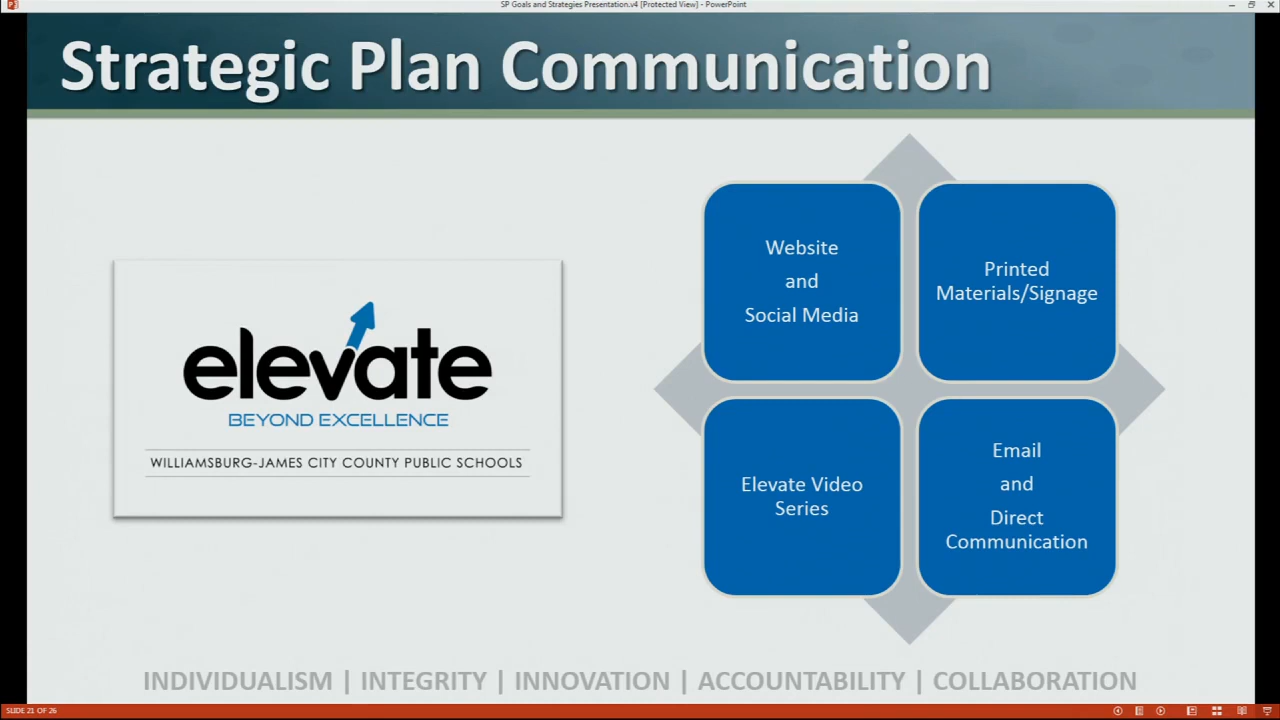 SP Goals and Strategies Presentation.v4 [Protected View] - PowerPoint
Strategic Plan Communication
elevate
BEYOND EXCELLENCE
WILLIAMSBURG-JAMES CITY COUNTY PUBLIC SCHOOLS
Website
and
Social Media
Printed
Materials/Signage
Elevate Video
Series
Email
and
Direct
Communication
INDIVIDUALISM | INTEGRITY | INNOVATION | ACCOUNTABILITY | COLLABORATION
SLIDE 21 OF 26